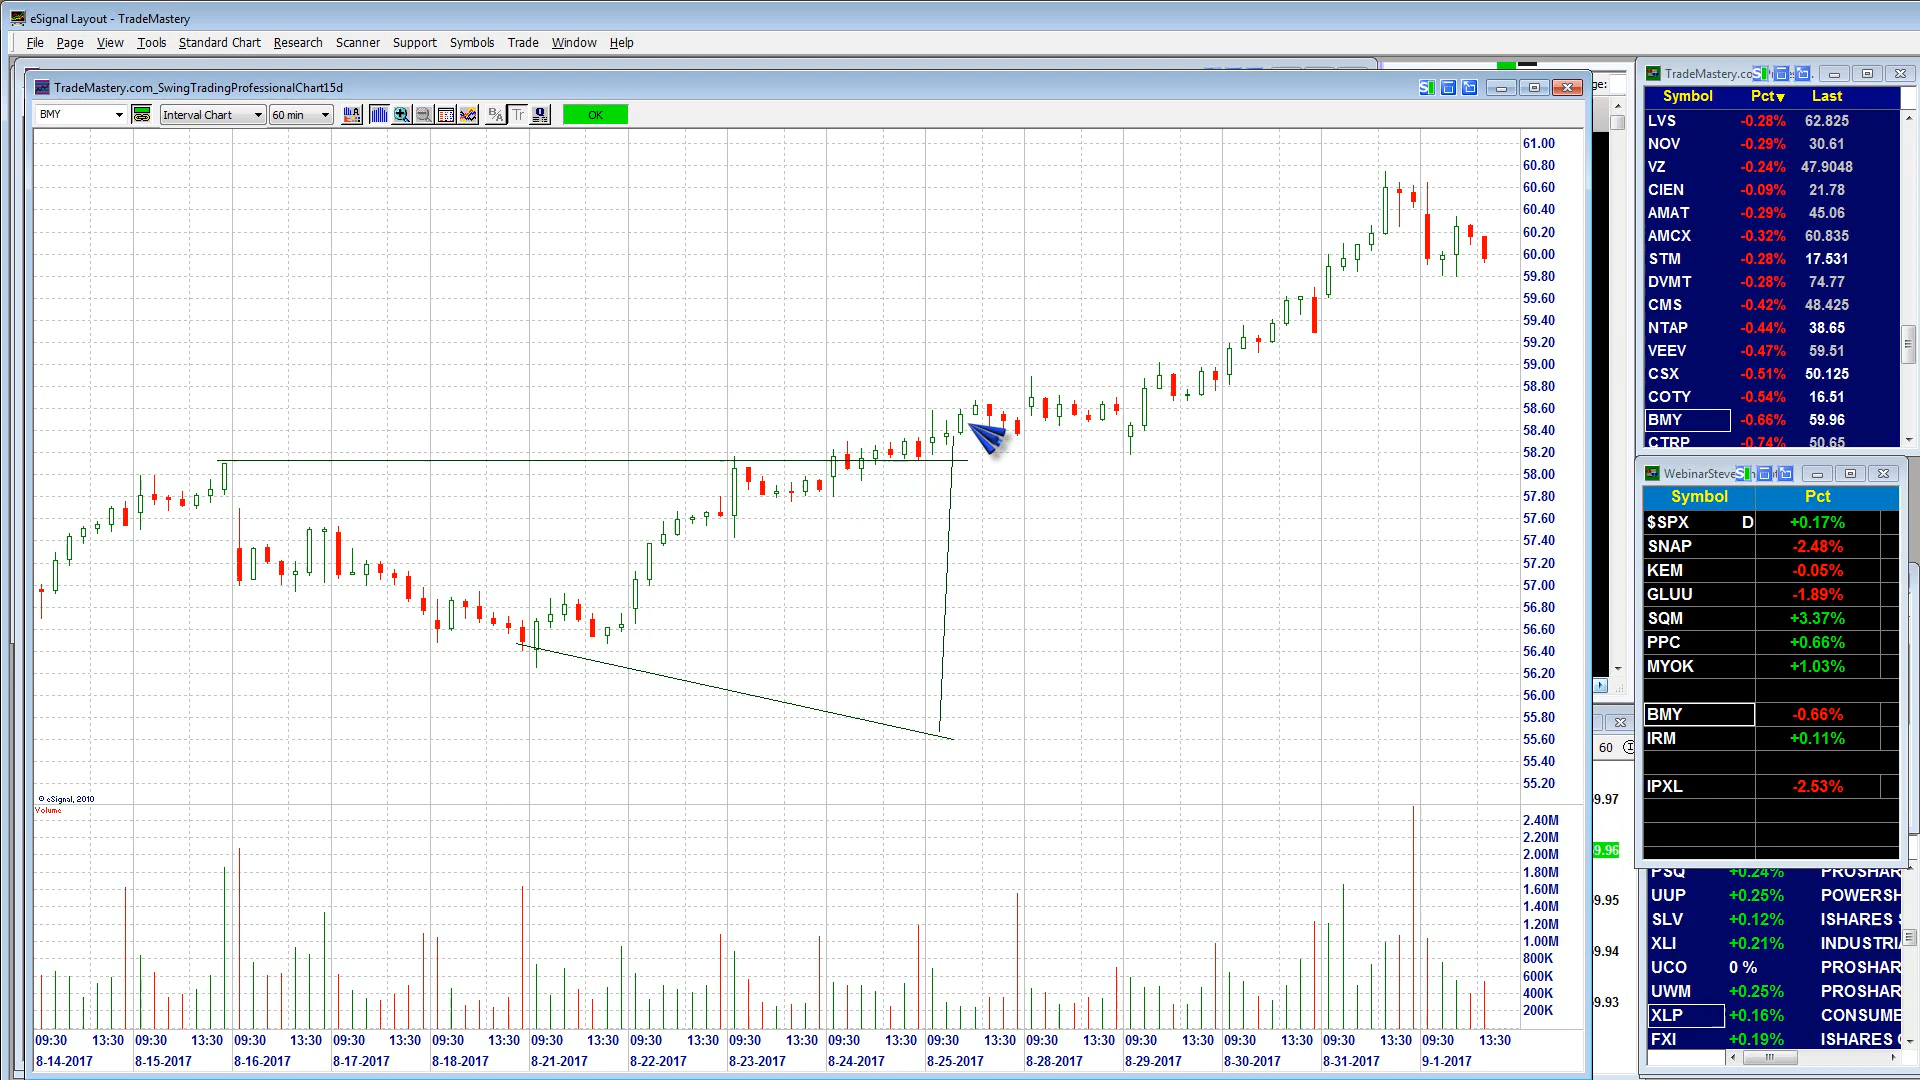 eSignal Layout - TradeMastery
File Page View Tools Standard Chart Research Scanner Support Symbols Trade Window Help
TradeMastery.com_SwingTradingProfessionalChart15d
BMY Interval Chart 60 min OK
61.00
60.80
60.60
60.40
60.20
60.00
59.80
59.60
59.40
59.20
59.00
58.80
58.60
58.40
58.20
58.00
57.80
57.60
57.40
57.20
57.00
56.80
56.60
56.40
56.20
56.00
55.80
55.60
55.40
55.20
© eSignal, 2010
Volume
2.40M
2.20M
2.00M
1.80M
1.60M
1.40M
1.20M
1.00M
800K
600K
400K
200K
09:30 13:30 09:30 13:30 09:30 13:30 09:30 13:30 09:30 13:30 09:30 13:30 09:30 13:30 09:30 13:30 09:30 13:30 09:30 13:30 09:30 13:30 09:30 13:30 09:30 13:30 09:30 13:30 09:30 13:30
8-14-2017 8-15-2017 8-16-2017 8-17-2017 8-18-2017 8-21-2017 8-22-2017 8-23-2017 8-24-2017 8-25-2017 8-28-2017 8-29-2017 8-30-2017 8-31-2017 9-1-2017
ge:
60
9.97
9.96
9.95
9.94
9.93
TradeMastery.co
Symbol Pct▼ Last
LVS -0.28% 62.825
NOV -0.29% 30.61
VZ -0.24% 47.9048
CIEN -0.09% 21.78
AMAT -0.29% 45.06
AMCX -0.32% 60.835
STM -0.28% 17.531
DVMT -0.28% 74.77
CMS -0.42% 48.425
NTAP -0.44% 38.65
VEEV -0.47% 59.51
CSX -0.51% 50.125
COTY -0.54% 16.51
BMY -0.66% 59.96
CTRP -0.74% 50.65
WebinarSteve
Symbol Pct
$SPX D +0.17%
SNAP -2.48%
KEM -0.05%
GLUU -1.89%
SQM +3.37%
PPC +0.66%
MYOK +1.03%
BMY -0.66%
IRM +0.11%
IPXL -2.53%
PSQ +0.24% PROSHAR
UUP +0.25% POWERSH
SLV +0.12% ISHARES S
XLI +0.21% INDUSTRIA
UCO 0 % PROSHAR
UWM +0.25% PROSHAR
XLP +0.16% CONSUME
FXI +0.19% ISHARES C